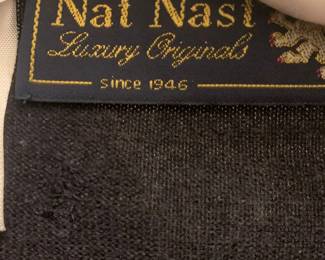 Nat Nast
Luxury Originals
since 1946